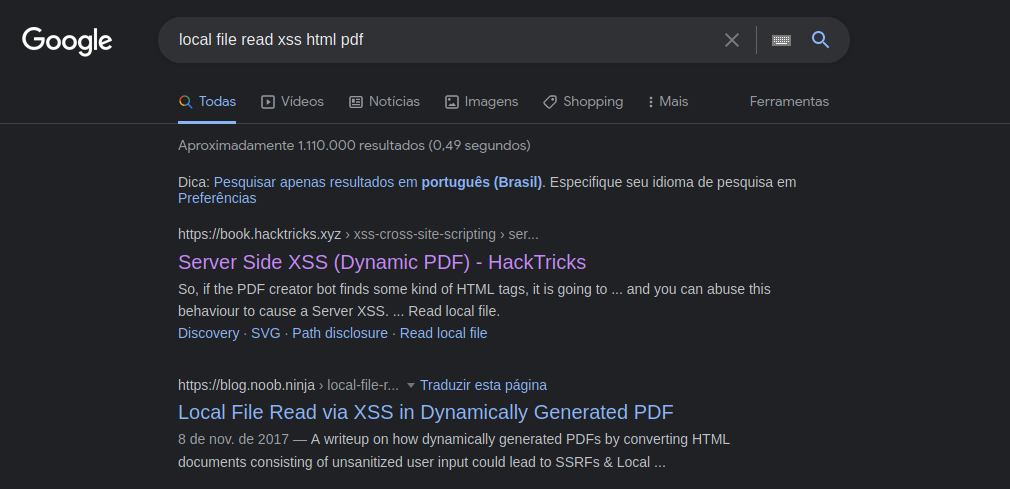 Google
local file read xss html pdf
Todas Vídeos Notícias Imagens Shopping Mais Ferramentas
Aproximadamente 1.110.000 resultados (0,49 segundos)
Dica: Pesquisar apenas resultados em português (Brasil). Especifique seu idioma de pesquisa em
Preferências
https://book.hacktricks.xyz › xss-cross-site-scripting › ser...
Server Side XSS (Dynamic PDF) - HackTricks
So, if the PDF creator bot finds some kind of HTML tags, it is going to ... and you can abuse this
behaviour to cause a Server XSS. ... Read local file.
Discovery · SVG · Path disclosure · Read local file
https://blog.noob.ninja › local-file-r... Traduzir esta página
Local File Read via XSS in Dynamically Generated PDF
8 de nov. de 2017 — A writeup on how dynamically generated PDFs by converting HTML
documents consisting of unsanitized user input could lead to SSRFs & Local ...